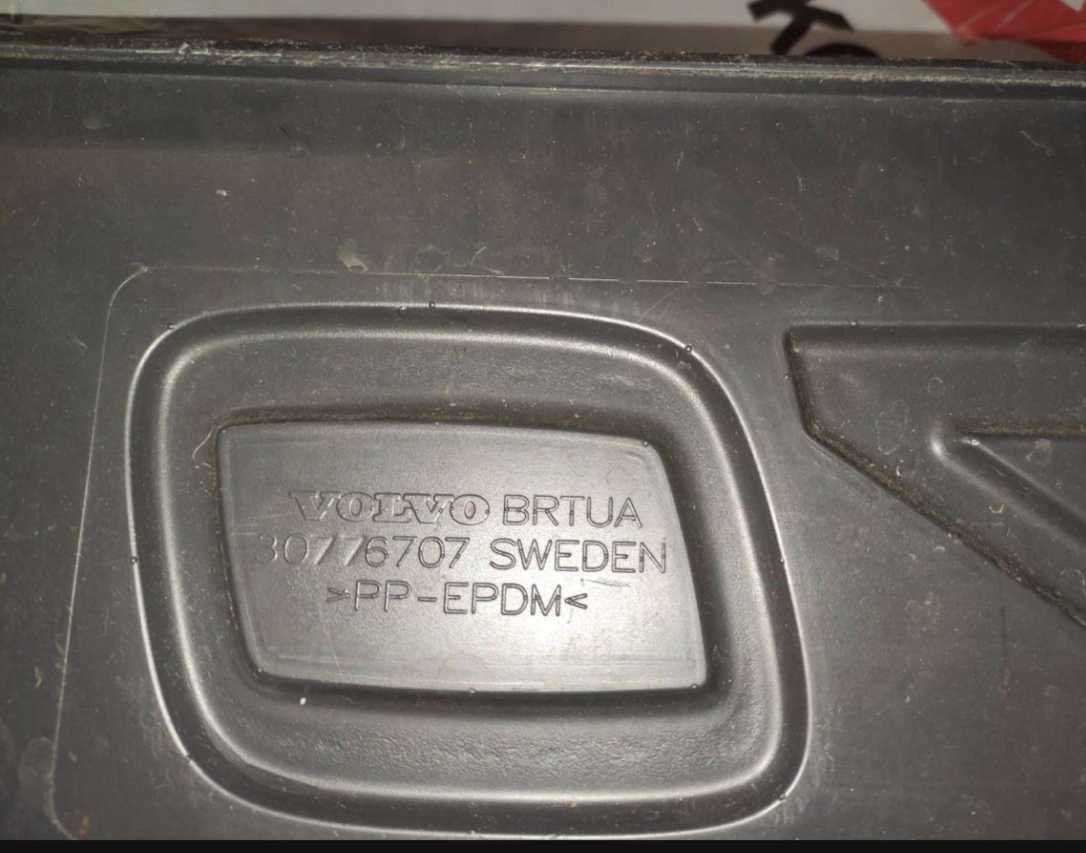 VOLVO BRTUA
30776707 SWEDEN
>PP-EPDM<